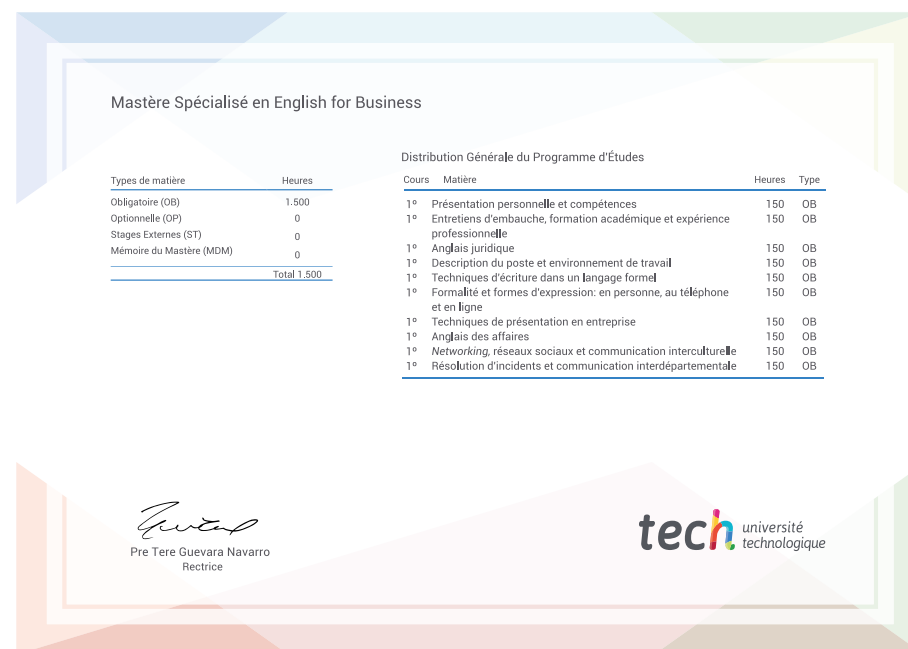 Mastère Spécialisé en English for Business
Types de matière Heures
Obligatoire (OB) 1.500
Optionnelle (OP) 0
Stages Externes (ST) 0
Mémoire du Mastère (MDM) 0
Total 1.500
Distribution Générale du Programme d'Études
Cours Matière Heures Type
1º Présentation personnelle et compétences 150 OB
1º Entretiens d'embauche, formation académique et expérience 150 OB
professionnelle
1º Anglais juridique 150 OB
1º Description du poste et environnement de travail 150 OB
1º Techniques d'écriture dans un langage formel 150 OB
1º Formalité et formes d'expression: en personne, au téléphone 150 OB
et en ligne
1º Techniques de présentation en entreprise 150 OB
1º Anglais des affaires 150 OB
1º Networking, réseaux sociaux et communication interculturelle 150 OB
1º Résolution d'incidents et communication interdépartementale 150 OB
Pre Tere Guevara Navarro
Rectrice
tech université
technologique